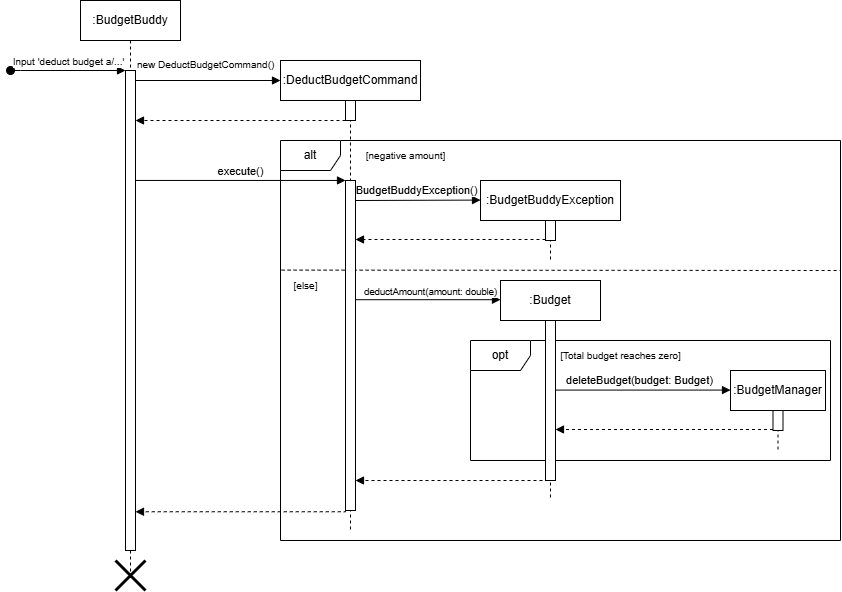 :BudgetBuddy
Input 'deduct budget a/...'
new DeductBudgetCommand()
:DeductBudgetCommand
alt
[negative amount]
execute()
BudgetBuddyException()
:BudgetBuddyException
[else]
deductAmount(amount: double)
:Budget
opt
[Total budget reaches zero]
deleteBudget(budget: Budget)
:BudgetManager